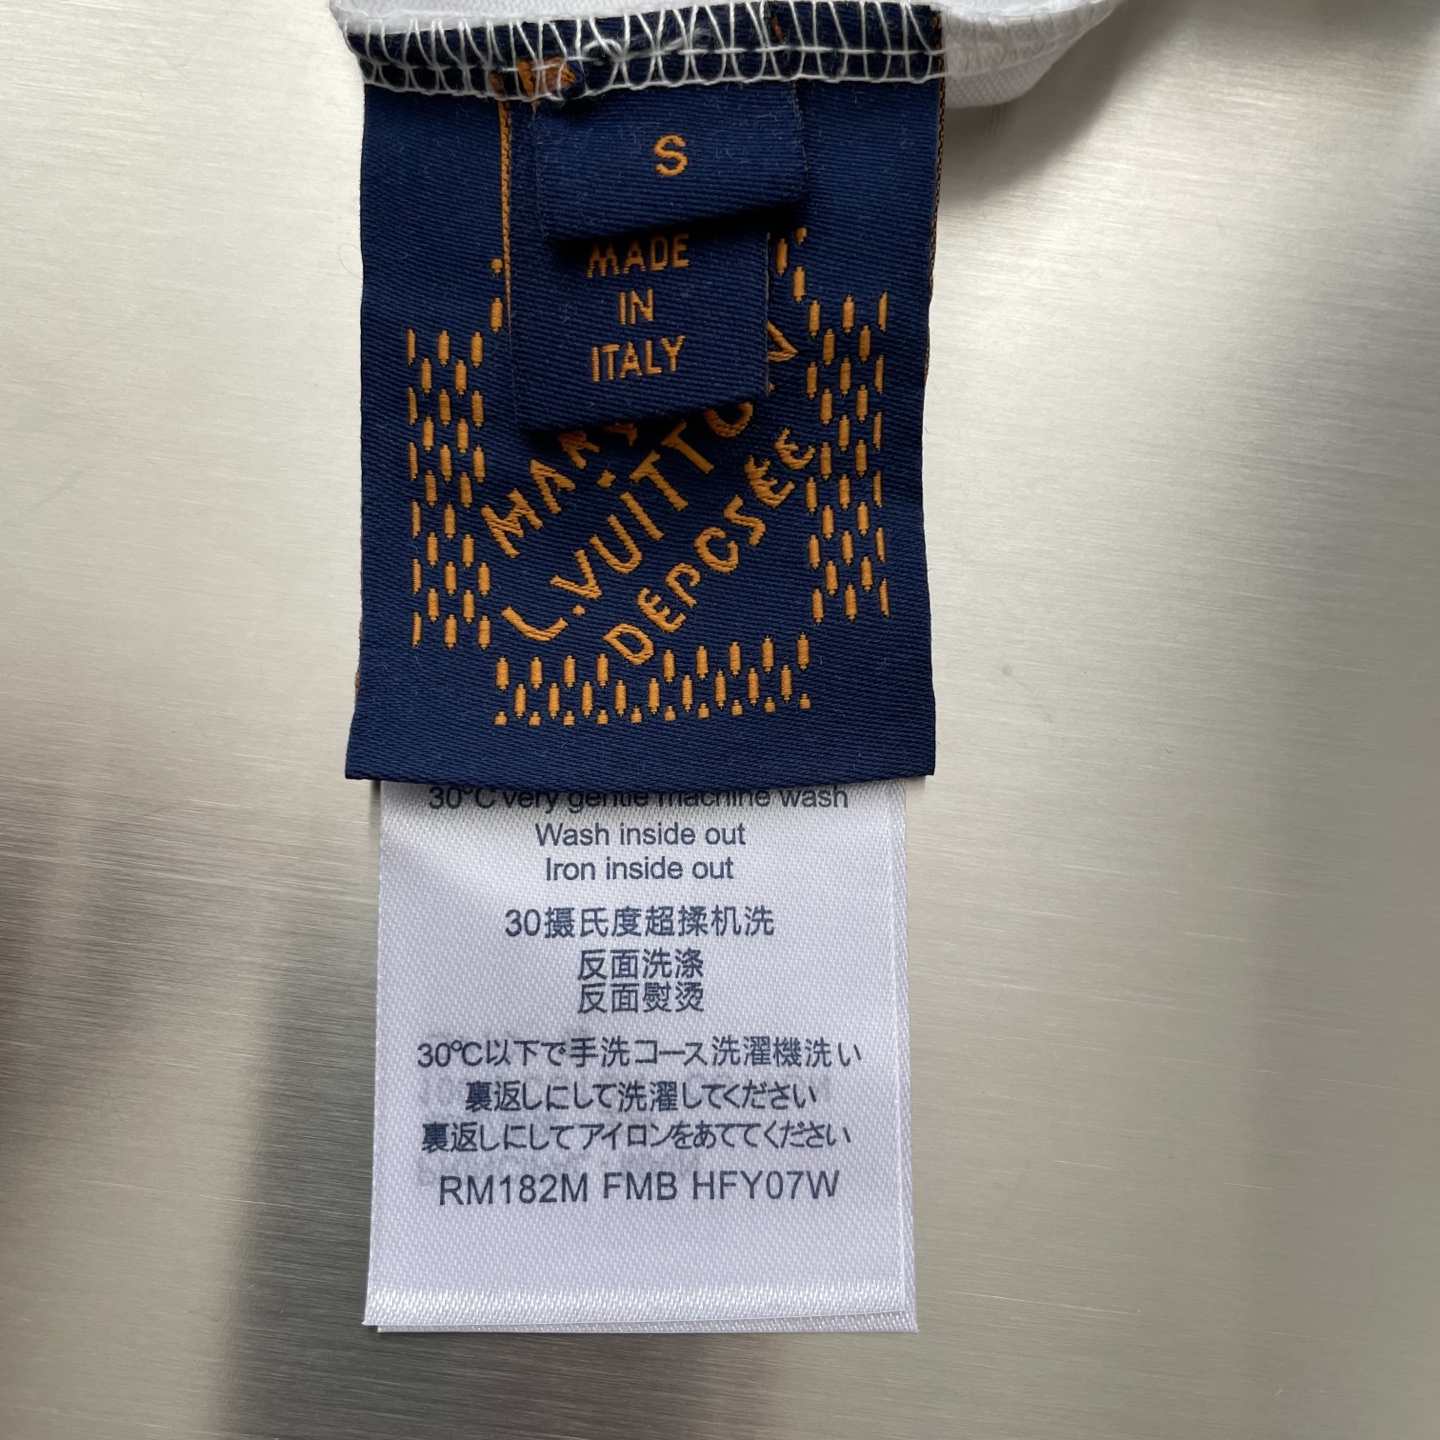 S
MADE
IN
ITALY
L.VUITTON
DEPCSÉE
30°C very gentle machine wash
Wash inside out
Iron inside out
30摄氏度超揉机洗
反面洗涤
反面熨烫
30℃以下で手洗コース洗濯機洗い
裏返しにして洗濯してください
裏返しにしてアイロンをあててください
RM182M FMB HFY07W